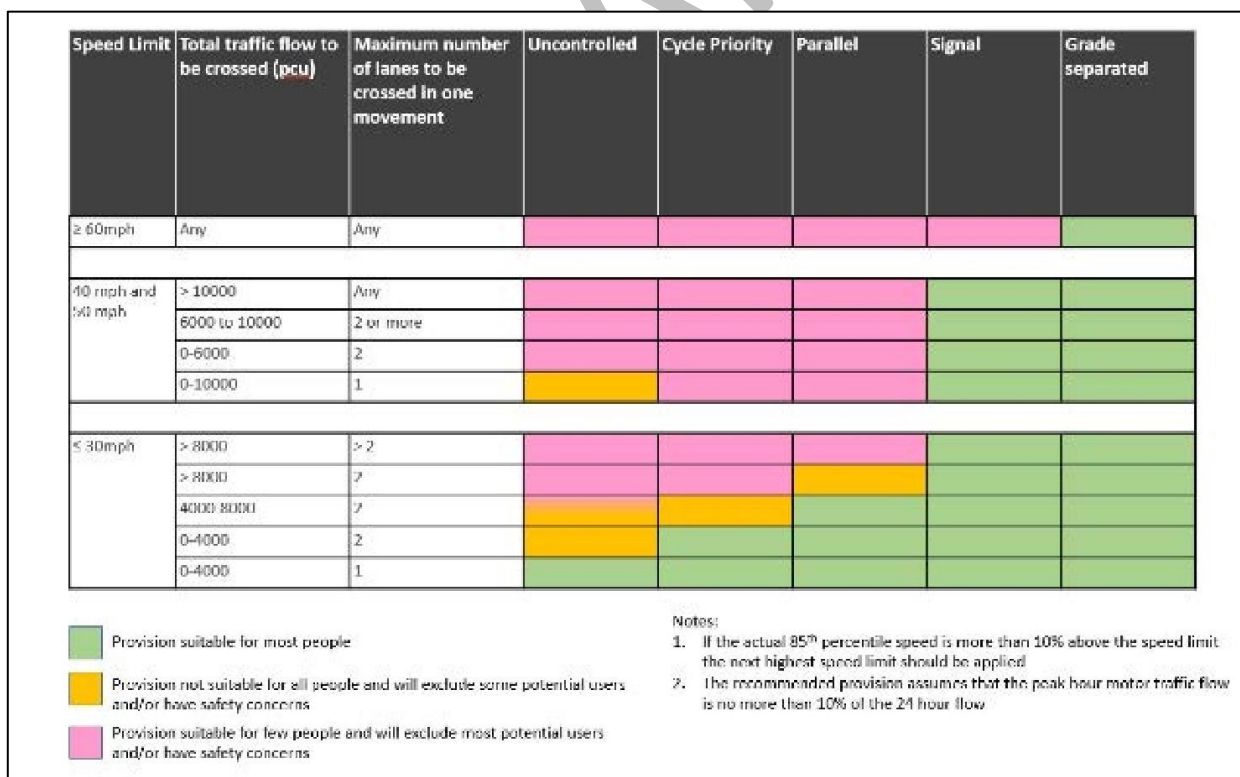 Speed Limit Total traffic flow to be crossed (pcu) Maximum number of lanes to be crossed in one movement Uncontrolled Cycle Priority Parallel Signal Grade separated
≥ 60mph Any Any
40 mph and 50 mph > 10000 Any
6000 to 10000 2 or more
0-6000 2
0-10000 1
≤ 30mph > 8000 > 2
> 8000 2
4000-8000 2
0-4000 2
0-4000 1
Provision suitable for most people
Provision not suitable for all people and will exclude some potential users
and/or have safety concerns
Provision suitable for few people and will exclude most potential users
and/or have safety concerns
Notes:
1. If the actual 85th percentile speed is more than 10% above the speed limit
the next highest speed limit should be applied
2. The recommended provision assumes that the peak hour motor traffic flow
is no more than 10% of the 24 hour flow